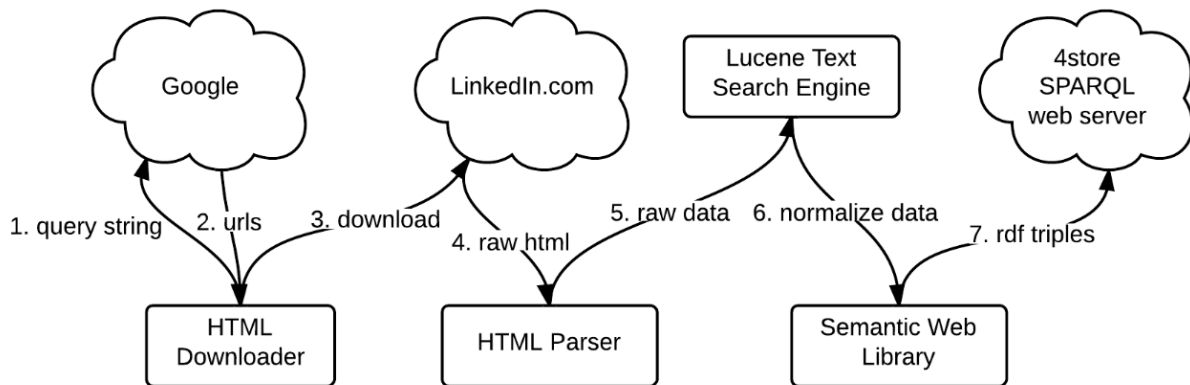 Google
LinkedIn.com
Lucene Text
Search Engine
4store
SPARQL
web server
1. query string
2. urls
3. download
4. raw html
5. raw data
6. normalize data
7. rdf triples
HTML
Downloader
HTML Parser
Semantic Web
Library